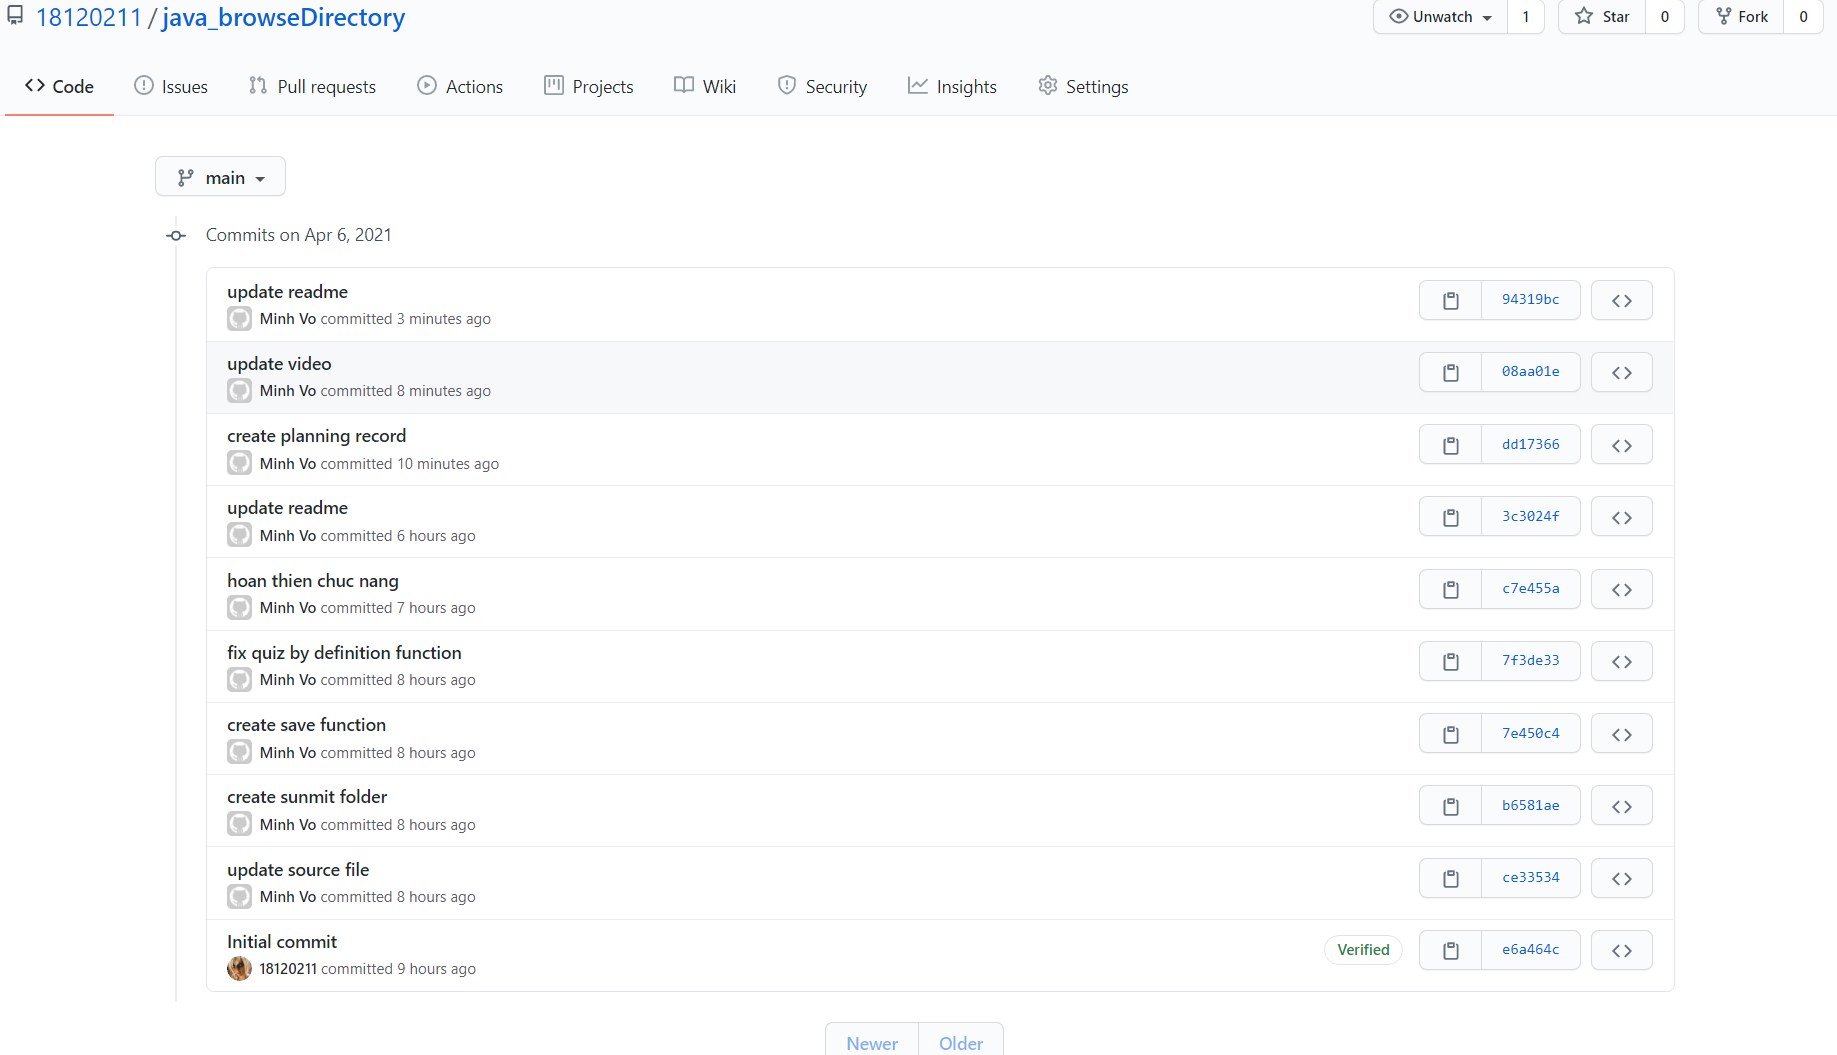 18120211 / java_browseDirectory
Unwatch 1 Star 0 Fork 0
Code Issues Pull requests Actions Projects Wiki Security Insights Settings
main
Commits on Apr 6, 2021
update readme
Minh Vo committed 3 minutes ago
94319bc
update video
Minh Vo committed 8 minutes ago
08aa01e
create planning record
Minh Vo committed 10 minutes ago
dd17366
update readme
Minh Vo committed 6 hours ago
3c3024f
hoan thien chuc nang
Minh Vo committed 7 hours ago
c7e455a
fix quiz by definition function
Minh Vo committed 8 hours ago
7f3de33
create save function
Minh Vo committed 8 hours ago
7e450c4
create sunmit folder
Minh Vo committed 8 hours ago
b6581ae
update source file
Minh Vo committed 8 hours ago
ce33534
Initial commit
18120211 committed 9 hours ago
Verified
e6a464c
Newer Older